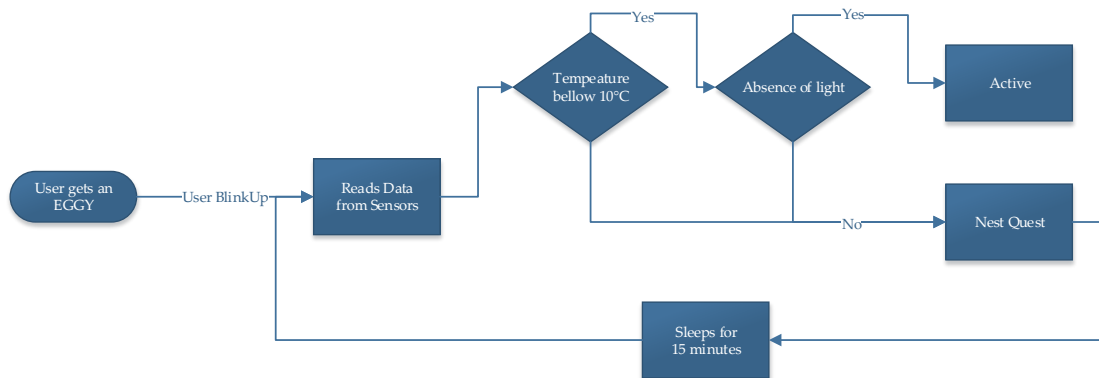 Yes
Yes
Tempeature
bellow 10°C
Absence of light
Active
User gets an
EGGY
User BlinkUp
Reads Data
from Sensors
No
Nest Quest
Sleeps for
15 minutes